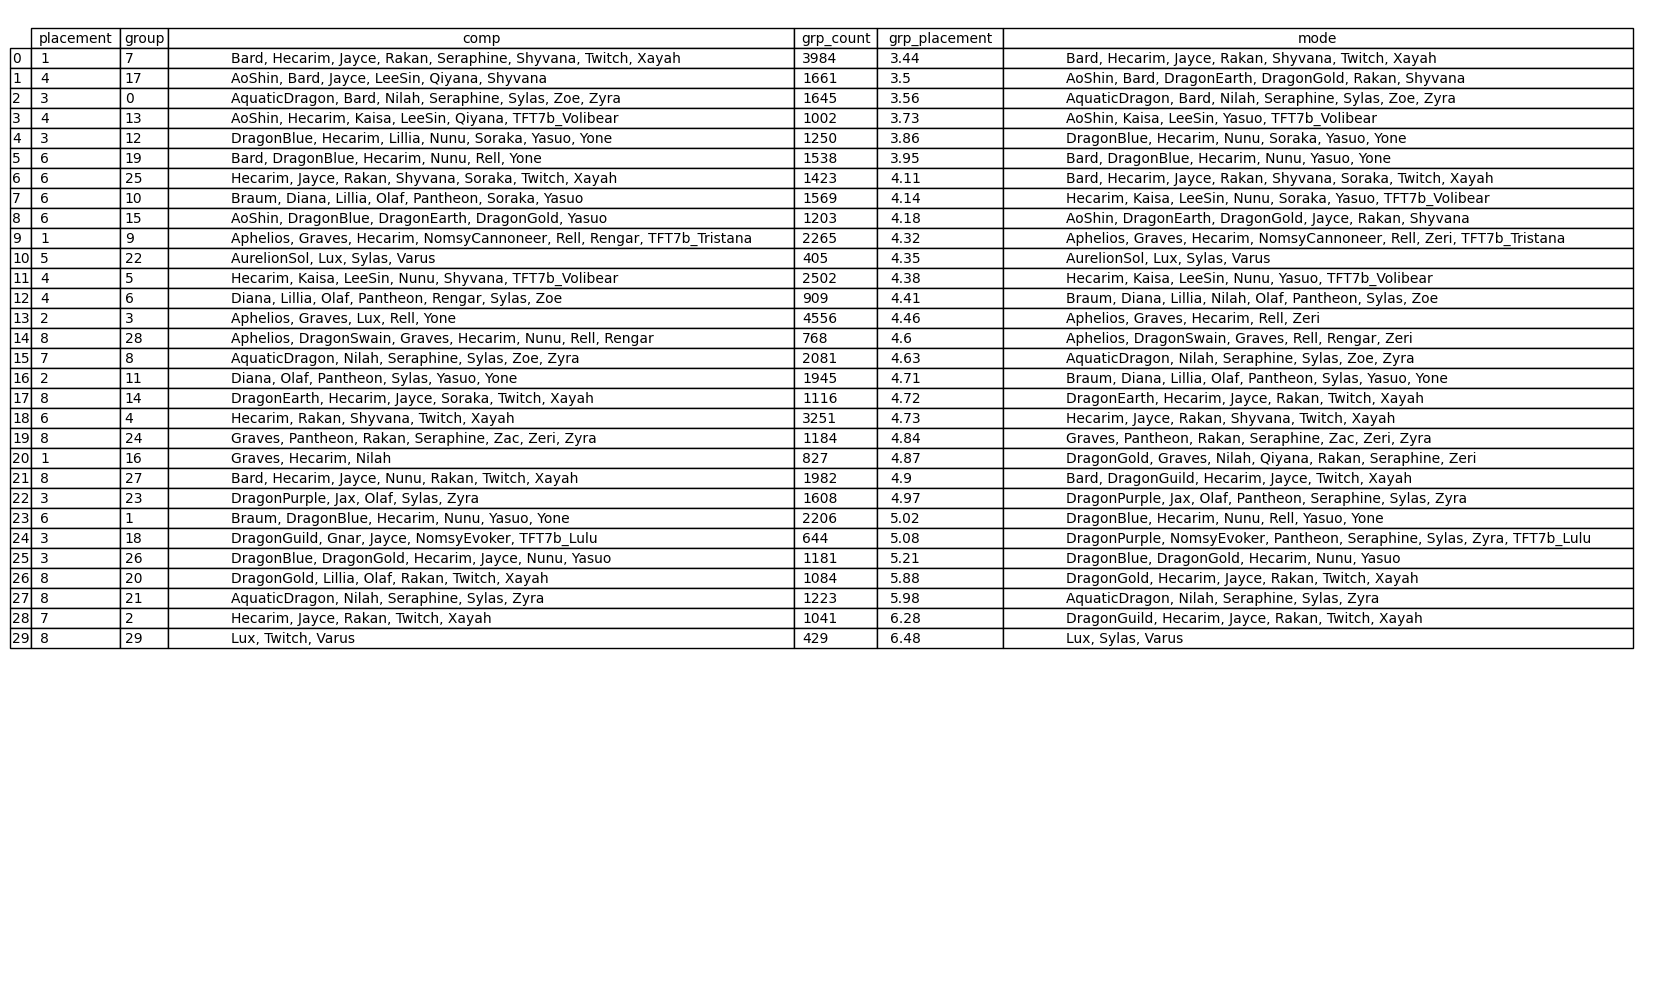 placement group comp grp_count grp_placement mode
0 1 7 Bard, Hecarim, Jayce, Rakan, Seraphine, Shyvana, Twitch, Xayah 3984 3.44 Bard, Hecarim, Jayce, Rakan, Shyvana, Twitch, Xayah
1 4 17 AoShin, Bard, Jayce, LeeSin, Qiyana, Shyvana 1661 3.5 AoShin, Bard, DragonEarth, DragonGold, Rakan, Shyvana
2 3 0 AquaticDragon, Bard, Nilah, Seraphine, Sylas, Zoe, Zyra 1645 3.56 AquaticDragon, Bard, Nilah, Seraphine, Sylas, Zoe, Zyra
3 4 13 AoShin, Hecarim, Kaisa, LeeSin, Qiyana, TFT7b_Volibear 1002 3.73 AoShin, Kaisa, LeeSin, Yasuo, TFT7b_Volibear
4 3 12 DragonBlue, Hecarim, Lillia, Nunu, Soraka, Yasuo, Yone 1250 3.86 DragonBlue, Hecarim, Nunu, Soraka, Yasuo, Yone
5 6 19 Bard, DragonBlue, Hecarim, Nunu, Rell, Yone 1538 3.95 Bard, DragonBlue, Hecarim, Nunu, Yasuo, Yone
6 6 25 Hecarim, Jayce, Rakan, Shyvana, Soraka, Twitch, Xayah 1423 4.11 Bard, Hecarim, Jayce, Rakan, Shyvana, Soraka, Twitch, Xayah
7 6 10 Braum, Diana, Lillia, Olaf, Pantheon, Soraka, Yasuo 1569 4.14 Hecarim, Kaisa, LeeSin, Nunu, Soraka, Yasuo, TFT7b_Volibear
8 6 15 AoShin, DragonBlue, DragonEarth, DragonGold, Yasuo 1203 4.18 AoShin, DragonEarth, DragonGold, Jayce, Rakan, Shyvana
9 1 9 Aphelios, Graves, Hecarim, NomsyCannoneer, Rell, Rengar, TFT7b_Tristana 2265 4.32 Aphelios, Graves, Hecarim, NomsyCannoneer, Rell, Zeri, TFT7b_Tristana
10 5 22 AurelionSol, Lux, Sylas, Varus 405 4.35 AurelionSol, Lux, Sylas, Varus
11 4 5 Hecarim, Kaisa, LeeSin, Nunu, Shyvana, TFT7b_Volibear 2502 4.38 Hecarim, Kaisa, LeeSin, Nunu, Yasuo, TFT7b_Volibear
12 4 6 Diana, Lillia, Olaf, Pantheon, Rengar, Sylas, Zoe 909 4.41 Braum, Diana, Lillia, Nilah, Olaf, Pantheon, Sylas, Zoe
13 2 3 Aphelios, Graves, Lux, Rell, Yone 4556 4.46 Aphelios, Graves, Hecarim, Rell, Zeri
14 8 28 Aphelios, DragonSwain, Graves, Hecarim, Nunu, Rell, Rengar 768 4.6 Aphelios, DragonSwain, Graves, Rell, Rengar, Zeri
15 7 8 AquaticDragon, Nilah, Seraphine, Sylas, Zoe, Zyra 2081 4.63 AquaticDragon, Nilah, Seraphine, Sylas, Zoe, Zyra
16 2 11 Diana, Olaf, Pantheon, Sylas, Yasuo, Yone 1945 4.71 Braum, Diana, Lillia, Olaf, Pantheon, Sylas, Yasuo, Yone
17 8 14 DragonEarth, Hecarim, Jayce, Soraka, Twitch, Xayah 1116 4.72 DragonEarth, Hecarim, Jayce, Rakan, Twitch, Xayah
18 6 4 Hecarim, Rakan, Shyvana, Twitch, Xayah 3251 4.73 Hecarim, Jayce, Rakan, Shyvana, Twitch, Xayah
19 8 24 Graves, Pantheon, Rakan, Seraphine, Zac, Zeri, Zyra 1184 4.84 Graves, Pantheon, Rakan, Seraphine, Zac, Zeri, Zyra
20 1 16 Graves, Hecarim, Nilah 827 4.87 DragonGold, Graves, Nilah, Qiyana, Rakan, Seraphine, Zeri
21 8 27 Bard, Hecarim, Jayce, Nunu, Rakan, Twitch, Xayah 1982 4.9 Bard, DragonGuild, Hecarim, Jayce, Twitch, Xayah
22 3 23 DragonPurple, Jax, Olaf, Sylas, Zyra 1608 4.97 DragonPurple, Jax, Olaf, Pantheon, Seraphine, Sylas, Zyra
23 6 1 Braum, DragonBlue, Hecarim, Nunu, Yasuo, Yone 2206 5.02 DragonBlue, Hecarim, Nunu, Rell, Yasuo, Yone
24 3 18 DragonGuild, Gnar, Jayce, NomsyEvoker, TFT7b_Lulu 644 5.08 DragonPurple, NomsyEvoker, Pantheon, Seraphine, Sylas, Zyra, TFT7b_Lulu
25 3 26 DragonBlue, DragonGold, Hecarim, Jayce, Nunu, Yasuo 1181 5.21 DragonBlue, DragonGold, Hecarim, Nunu, Yasuo
26 8 20 DragonGold, Lillia, Olaf, Rakan, Twitch, Xayah 1084 5.88 DragonGold, Hecarim, Jayce, Rakan, Twitch, Xayah
27 8 21 AquaticDragon, Nilah, Seraphine, Sylas, Zyra 1223 5.98 AquaticDragon, Nilah, Seraphine, Sylas, Zyra
28 7 2 Hecarim, Jayce, Rakan, Twitch, Xayah 1041 6.28 DragonGuild, Hecarim, Jayce, Rakan, Twitch, Xayah
29 8 29 Lux, Twitch, Varus 429 6.48 Lux, Sylas, Varus